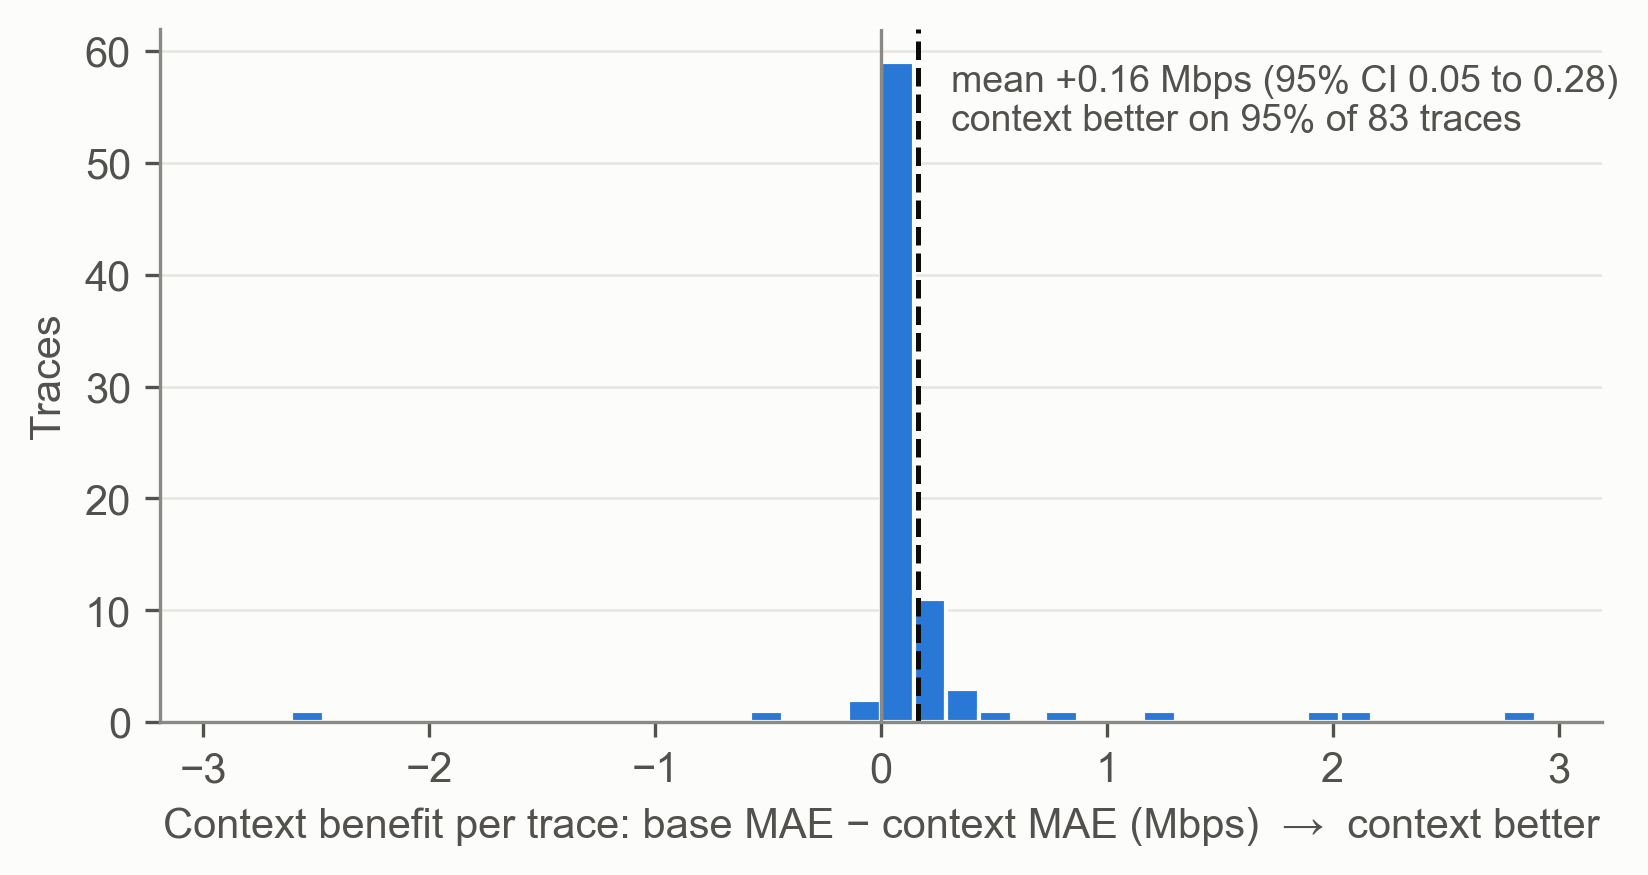 60
50
40
30
20
10
0
Traces
mean +0.16 Mbps (95% CI 0.05 to 0.28)
context better on 95% of 83 traces
−3 −2 −1 0 1 2 3
Context benefit per trace: base MAE − context MAE (Mbps) → context better